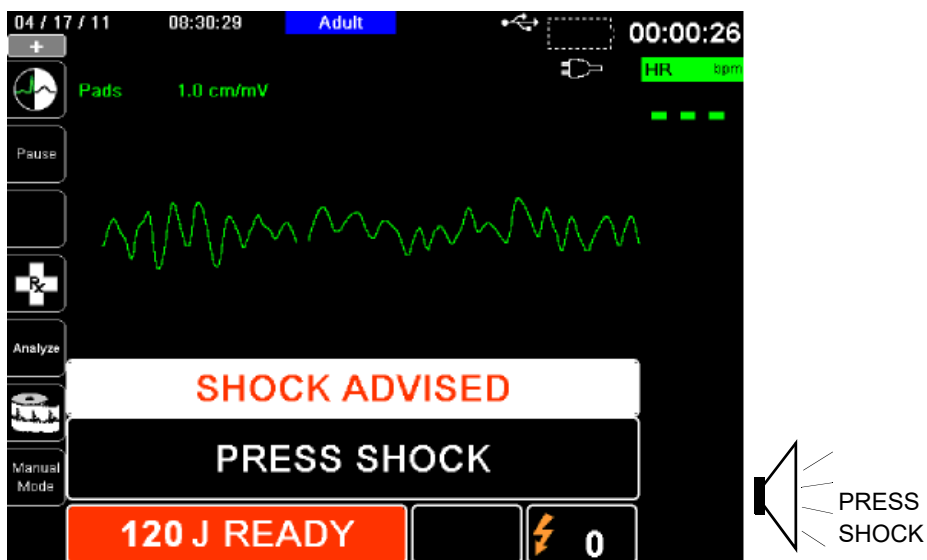 04 / 17 / 11 08:30:29 Adult 00:00:26
+
HR bpm
Pads 1.0 cm/mV
- - -
Pause
Rx
Analyze
SHOCK ADVISED
Manual
Mode
PRESS SHOCK
PRESS
SHOCK
120 J READY
0